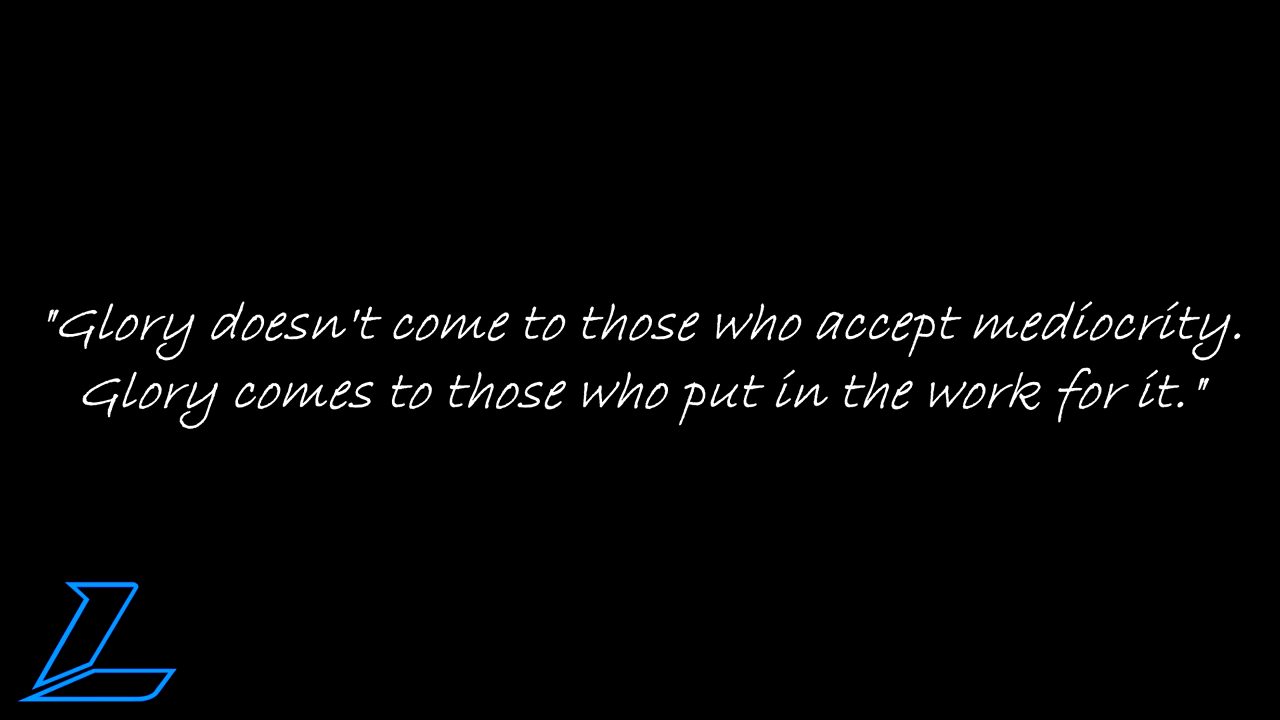 "Glory doesn't come to those who accept mediocrity.
Glory comes to those who put in the work for it."
L